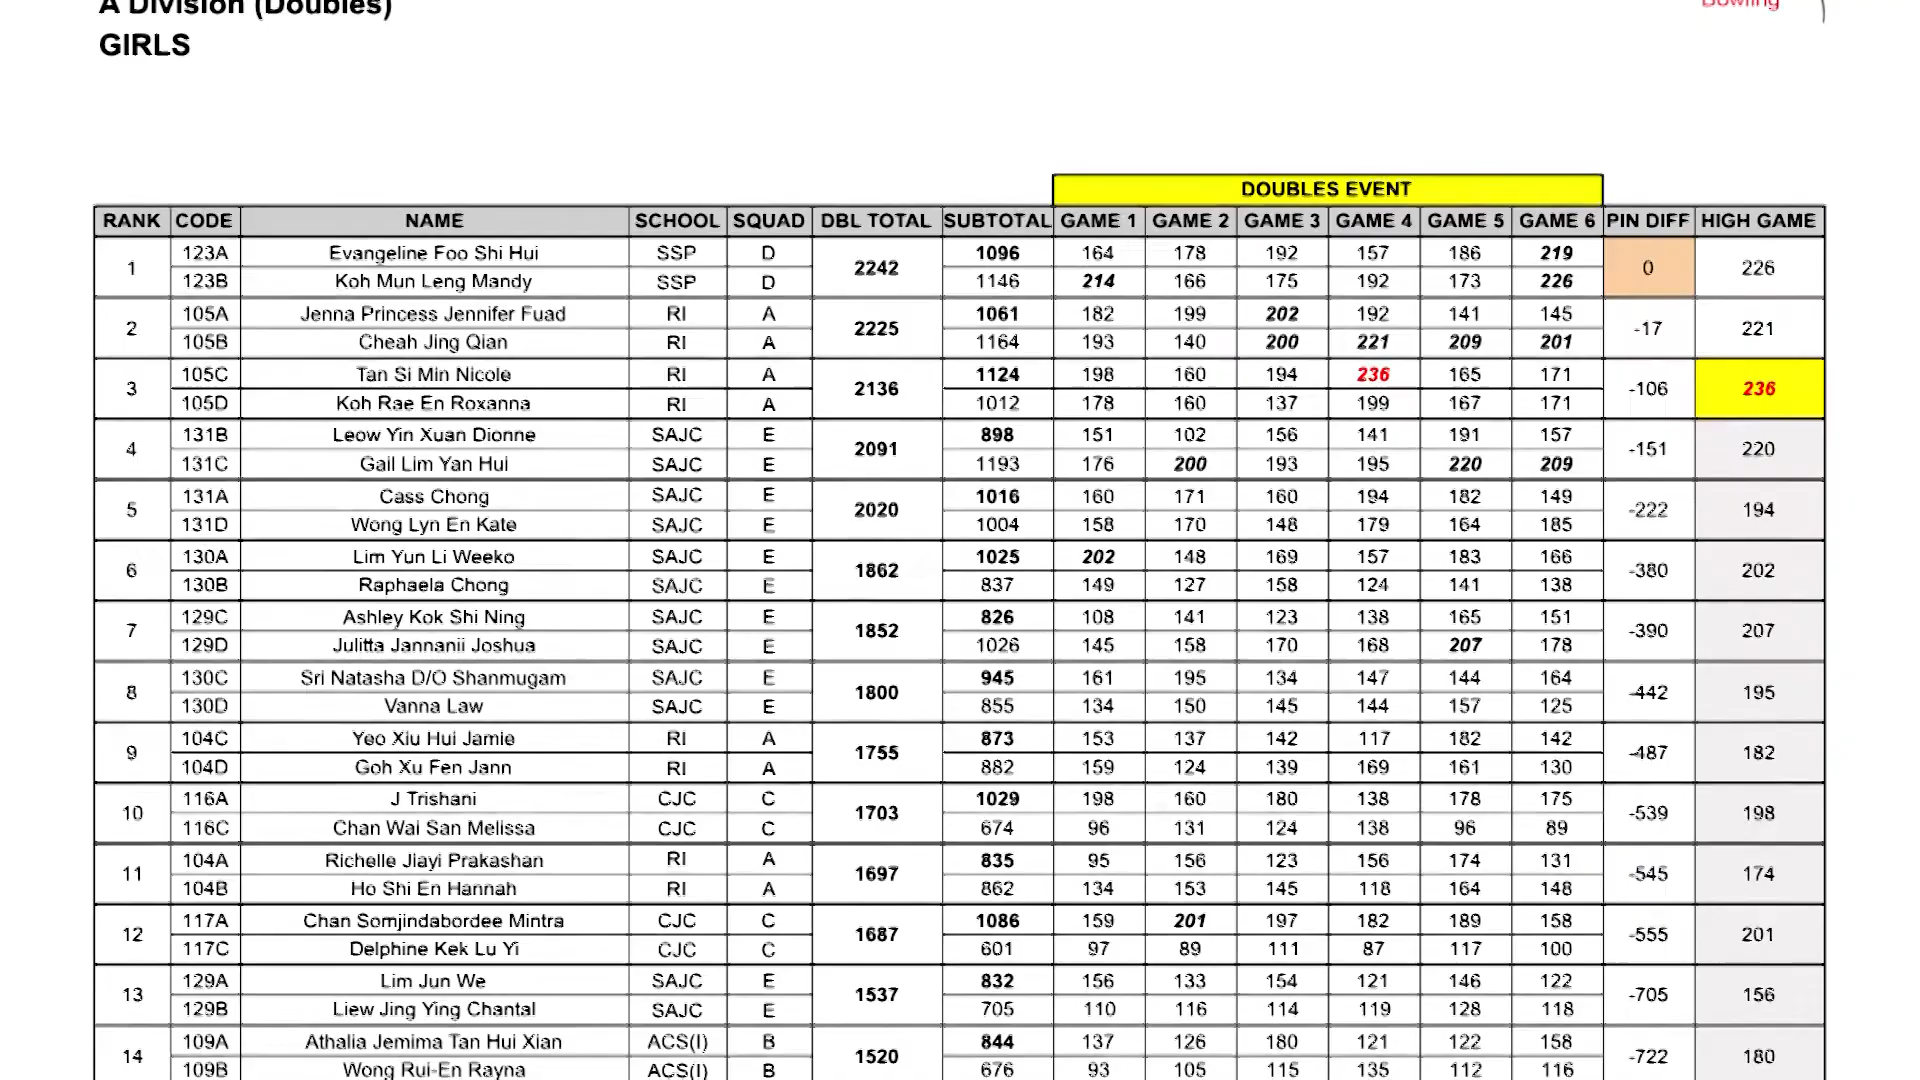 A Division (Doubles)
Bowling
GIRLS
DOUBLES EVENT
RANK CODE NAME SCHOOL SQUAD DBL TOTAL SUBTOTAL GAME 1 GAME 2 GAME 3 GAME 4 GAME 5 GAME 6 PIN DIFF HIGH GAME
1 123A Evangeline Foo Shi Hui SSP D 2242 1096 164 178 192 157 186 219 0 226
123B Koh Mun Leng Mandy SSP D 1146 214 166 175 192 173 226
2 105A Jenna Princess Jennifer Fuad RI A 2225 1061 182 199 202 192 141 145 -17 221
105B Cheah Jing Qian RI A 1164 193 140 200 221 209 201
3 105C Tan Si Min Nicole RI A 2136 1124 198 160 194 236 165 171 -106 236
105D Koh Rae En Roxanna RI A 1012 178 160 137 199 167 171
4 131B Leow Yin Xuan Dionne SAJC E 2091 898 151 102 156 141 191 157 -151 220
131C Gail Lim Yan Hui SAJC E 1193 176 200 193 195 220 209
5 131A Cass Chong SAJC E 2020 1016 160 171 160 194 182 149 -222 194
131D Wong Lyn En Kate SAJC E 1004 158 170 148 179 164 185
6 130A Lim Yun Li Weeko SAJC E 1862 1025 202 148 169 157 183 166 -380 202
130B Raphaela Chong SAJC E 837 149 127 158 124 141 138
7 129C Ashley Kok Shi Ning SAJC E 1852 826 108 141 123 138 165 151 -390 207
129D Julitta Jannanii Joshua SAJC E 1026 145 158 170 168 207 178
8 130C Sri Natasha D/O Shanmugam SAJC E 1800 945 161 195 134 147 144 164 -442 195
130D Vanna Law SAJC E 855 134 150 145 144 157 125
9 104C Yeo Xiu Hui Jamie RI A 1755 873 153 137 142 117 182 142 -487 182
104D Goh Xu Fen Jann RI A 882 159 124 139 169 161 130
10 116A J Trishani CJC C 1703 1029 198 160 180 138 178 175 -539 198
116C Chan Wai San Melissa CJC C 674 96 131 124 138 96 89
11 104A Richelle Jiayi Prakashan RI A 1697 835 95 156 123 156 174 131 -545 174
104B Ho Shi En Hannah RI A 862 134 153 145 118 164 148
12 117A Chan Somjindabordee Mintra CJC C 1687 1086 159 201 197 182 189 158 -555 201
117C Delphine Kek Lu Yi CJC C 601 97 89 111 87 117 100
13 129A Lim Jun We SAJC E 1537 832 156 133 154 121 146 122 -705 156
129B Liew Jing Ying Chantal SAJC E 705 110 116 114 119 128 118
14 109A Athalia Jemima Tan Hui Xian ACS(I) B 1520 844 137 126 180 121 122 158 -722 180
109B Wong Rui-En Rayna ACS(I) B 676 93 105 115 135 112 116